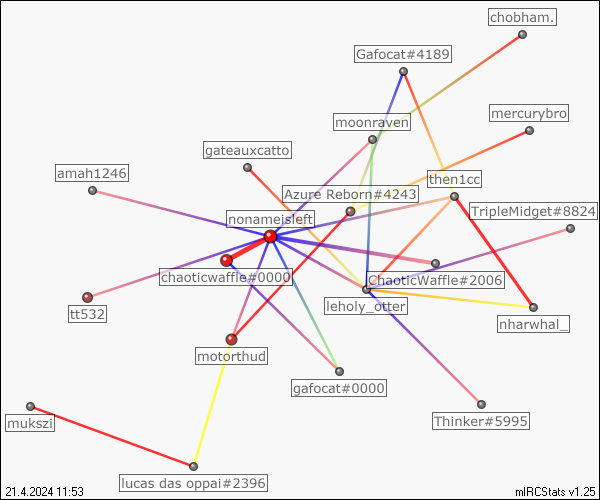 chobham.
Gafocat#4189
mercurybro
moonraven
gateauxcatto
amah1246
then1cc
Azure Reborn#4243
TripleMidget#8824
nonameisleft
chaoticwaffle#0000
ChaoticWaffle#2006
leholy_otter
tt532
nharwhal_
motorthud
gafocat#0000
mukszi
Thinker#5995
lucas das oppai#2396
21.4.2024 11:53
mIRCStats v1.25